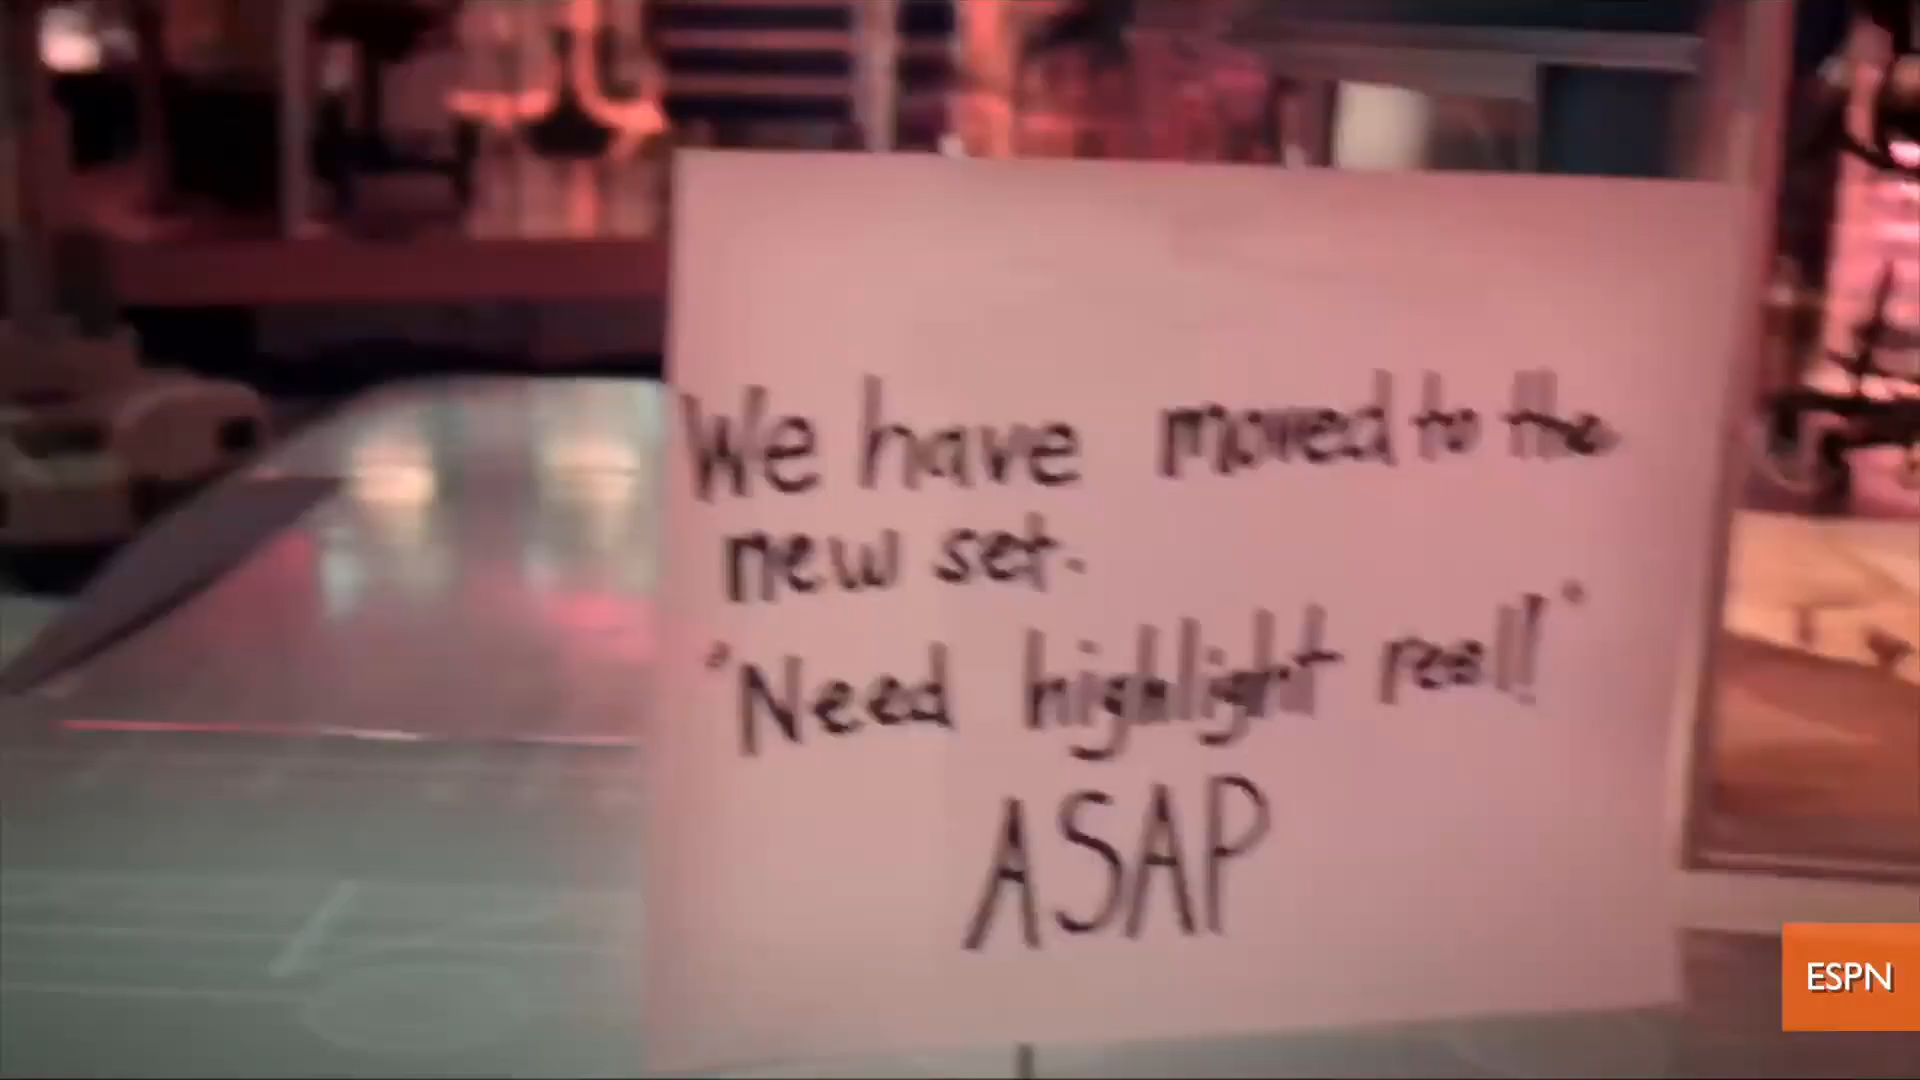 We have moved to the
new set.
"Need highlight reel!"
ASAP
ESPN